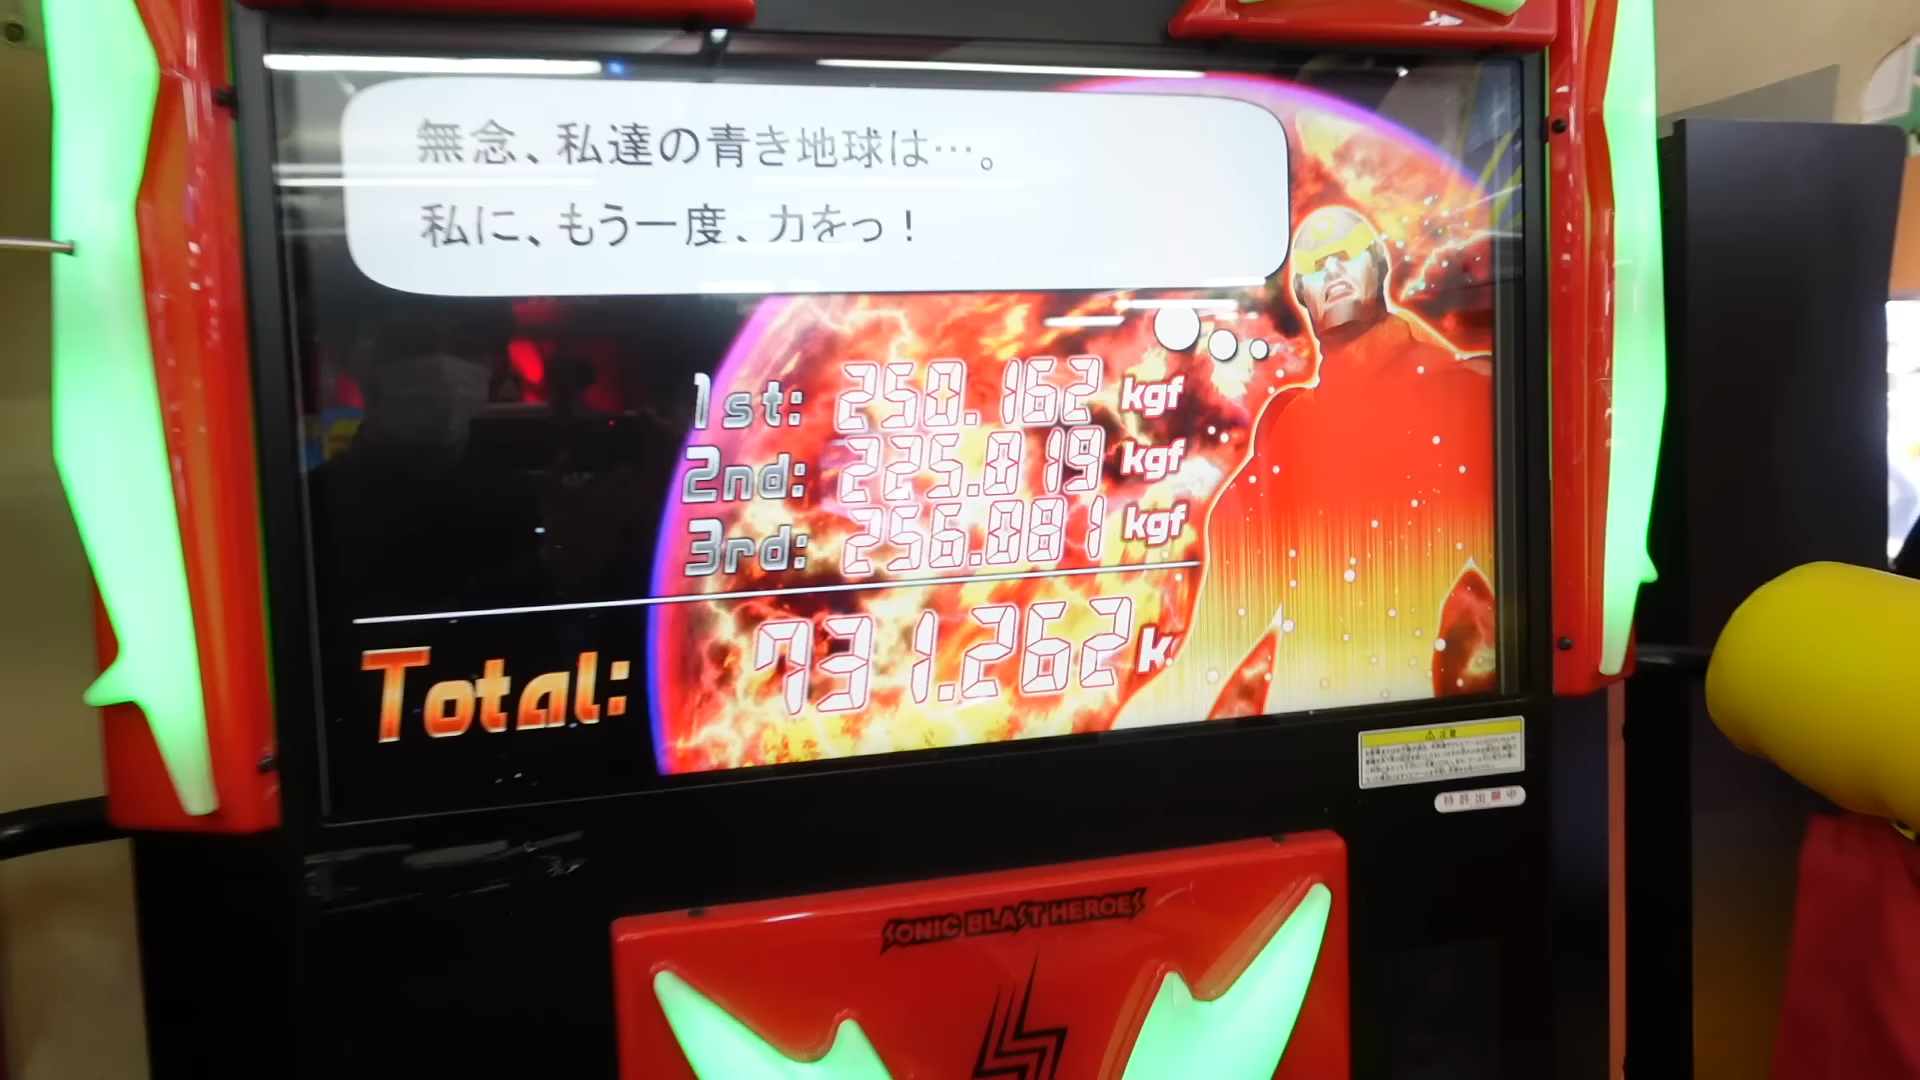 無念、私達の青き地球は…。
私に、もう一度、力をっ!
1st: 250.162 kgf
2nd: 225.019 kgf
3rd: 256.081 kgf
Total: 731.262 k
注意
特許出願中
SONIC BLAST HEROES